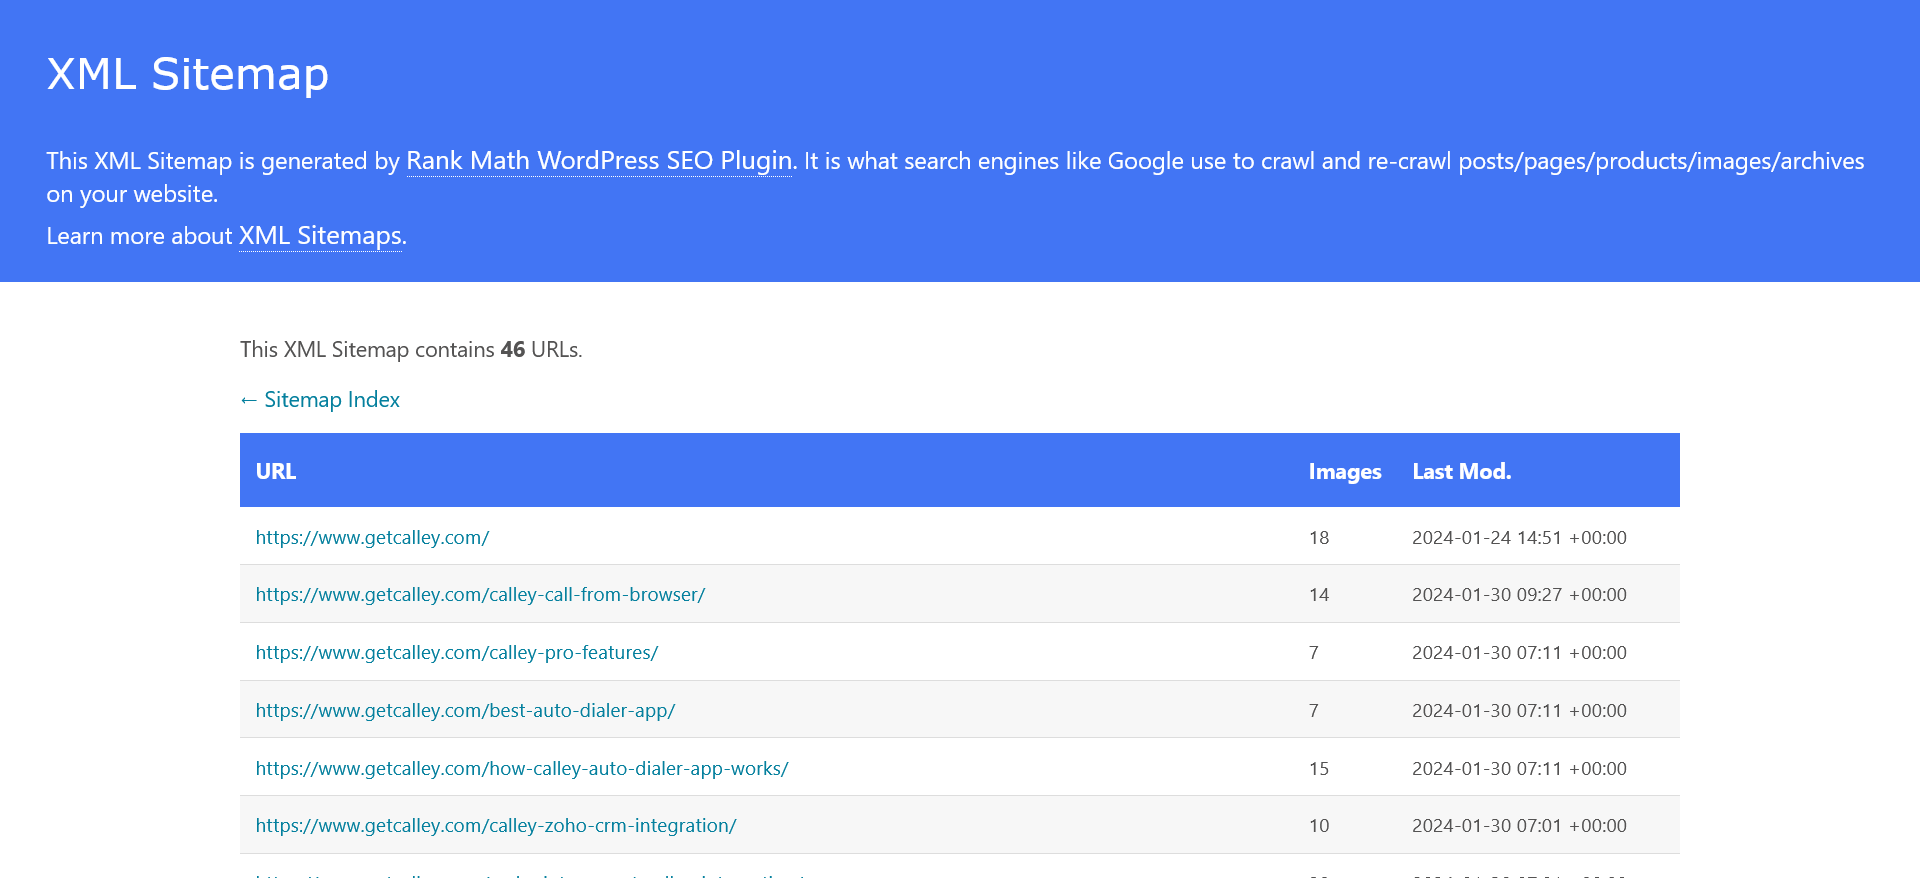 XML Sitemap
This XML Sitemap is generated by Rank Math WordPress SEO Plugin. It is what search engines like Google use to crawl and re-crawl posts/pages/products/images/archives
on your website.
Learn more about XML Sitemaps.
This XML Sitemap contains 46 URLs.
← Sitemap Index
URL Images Last Mod.
https://www.getcalley.com/ 18 2024-01-24 14:51 +00:00
https://www.getcalley.com/calley-call-from-browser/ 14 2024-01-30 09:27 +00:00
https://www.getcalley.com/calley-pro-features/ 7 2024-01-30 07:11 +00:00
https://www.getcalley.com/best-auto-dialer-app/ 7 2024-01-30 07:11 +00:00
https://www.getcalley.com/how-calley-auto-dialer-app-works/ 15 2024-01-30 07:11 +00:00
https://www.getcalley.com/calley-zoho-crm-integration/ 10 2024-01-30 07:01 +00:00